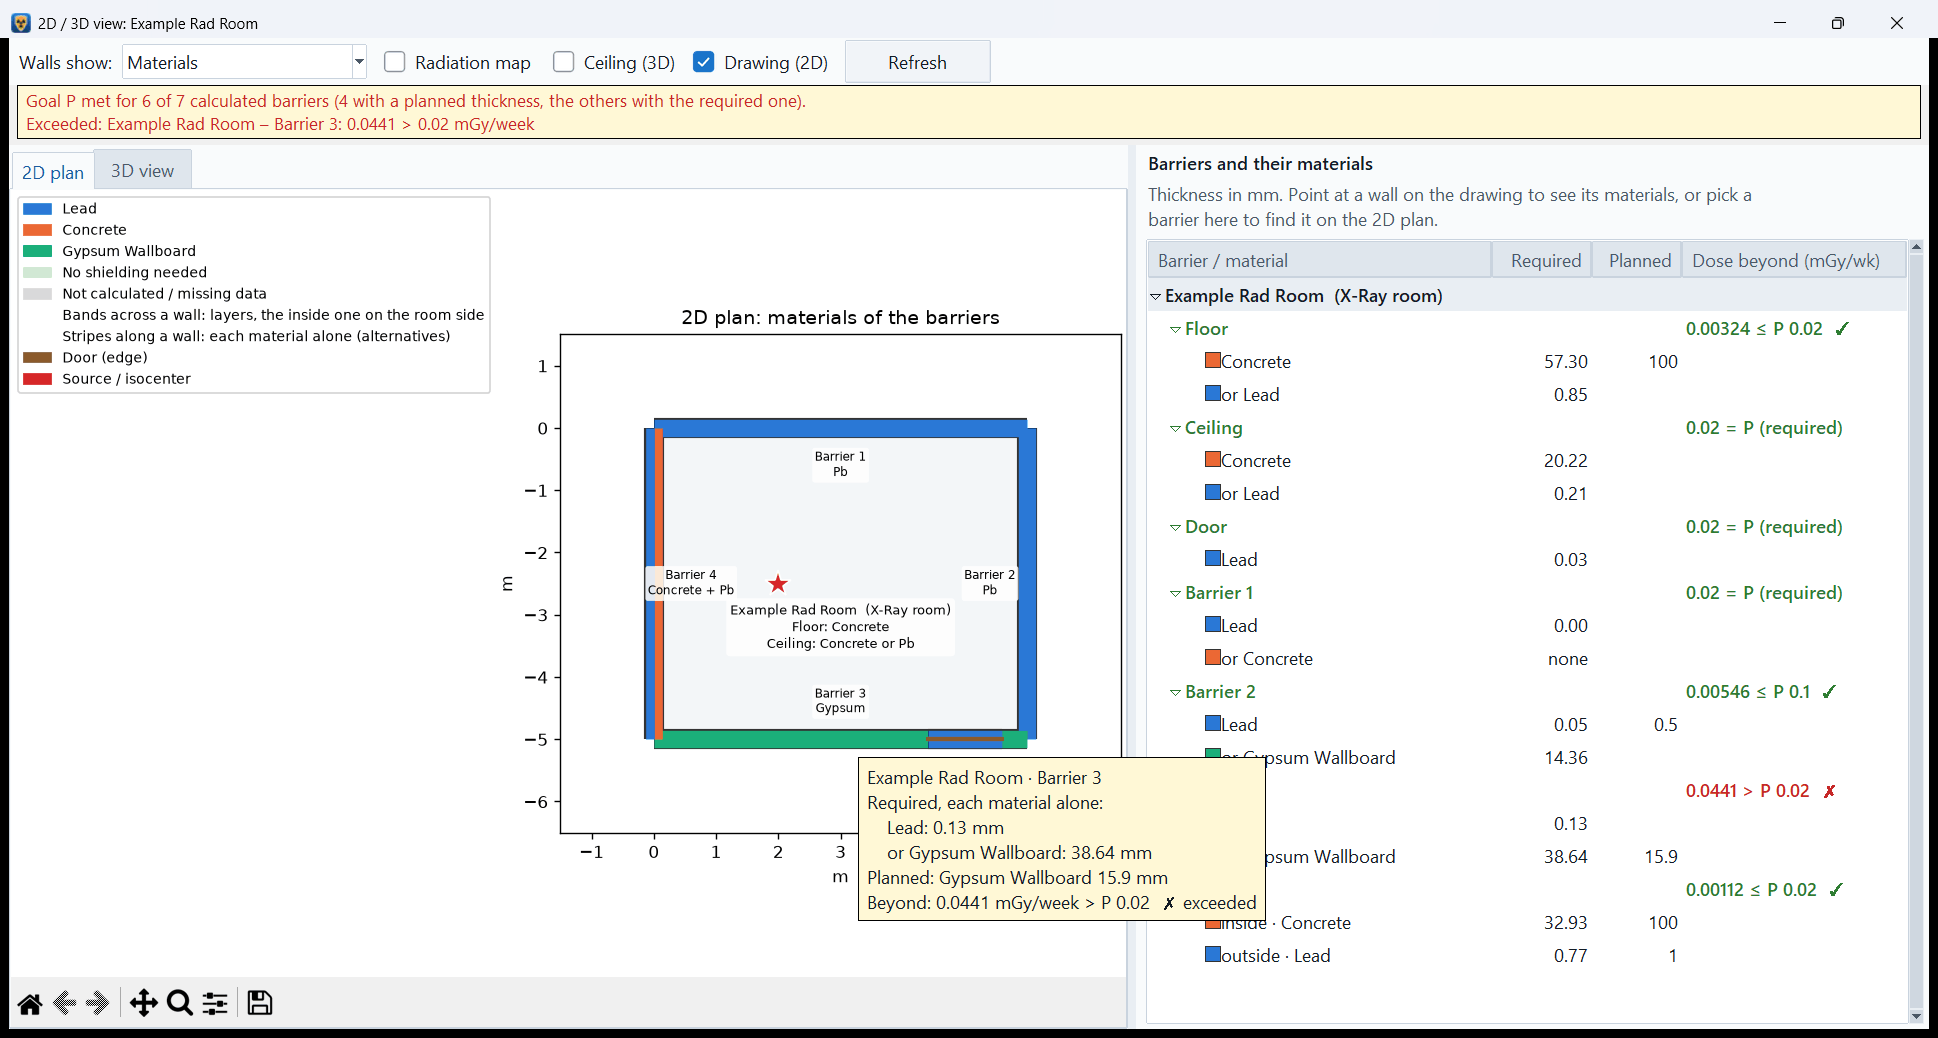 2D / 3D view: Example Rad Room
Walls show: Materials Radiation map Ceiling (3D) Drawing (2D) Refresh
Goal P met for 6 of 7 calculated barriers (4 with a planned thickness, the others with the required one).
Exceeded: Example Rad Room – Barrier 3: 0.0441 > 0.02 mGy/week
2D plan 3D view
Lead
Concrete
Gypsum Wallboard
No shielding needed
Not calculated / missing data
Bands across a wall: layers, the inside one on the room side
Stripes along a wall: each material alone (alternatives)
Door (edge)
Source / isocenter
2D plan: materials of the barriers
1
0
−1
−2
−3
−4
−5
−6
m
−1 0 1 2 3
m
Barrier 1
Pb
Barrier 4
Concrete + Pb
Barrier 2
Pb
Example Rad Room (X-Ray room)
Floor: Concrete
Ceiling: Concrete or Pb
Barrier 3
Gypsum
Example Rad Room · Barrier 3
Required, each material alone:
Lead: 0.13 mm
or Gypsum Wallboard: 38.64 mm
Planned: Gypsum Wallboard 15.9 mm
Beyond: 0.0441 mGy/week > P 0.02 ✗ exceeded
Barriers and their materials
Thickness in mm. Point at a wall on the drawing to see its materials, or pick a
barrier here to find it on the 2D plan.
Barrier / material Required Planned Dose beyond (mGy/wk)
Example Rad Room (X-Ray room)
Floor 0.00324 ≤ P 0.02 ✓
Concrete 57.30 100
or Lead 0.85
Ceiling 0.02 = P (required)
Concrete 20.22
or Lead 0.21
Door 0.02 = P (required)
Lead 0.03
Barrier 1 0.02 = P (required)
Lead 0.00
or Concrete none
Barrier 2 0.00546 ≤ P 0.1 ✓
Lead 0.05 0.5
or Gypsum Wallboard 14.36
0.0441 > P 0.02 ✗
0.13
psum Wallboard 38.64 15.9
0.00112 ≤ P 0.02 ✓
inside · Concrete 32.93 100
outside · Lead 0.77 1